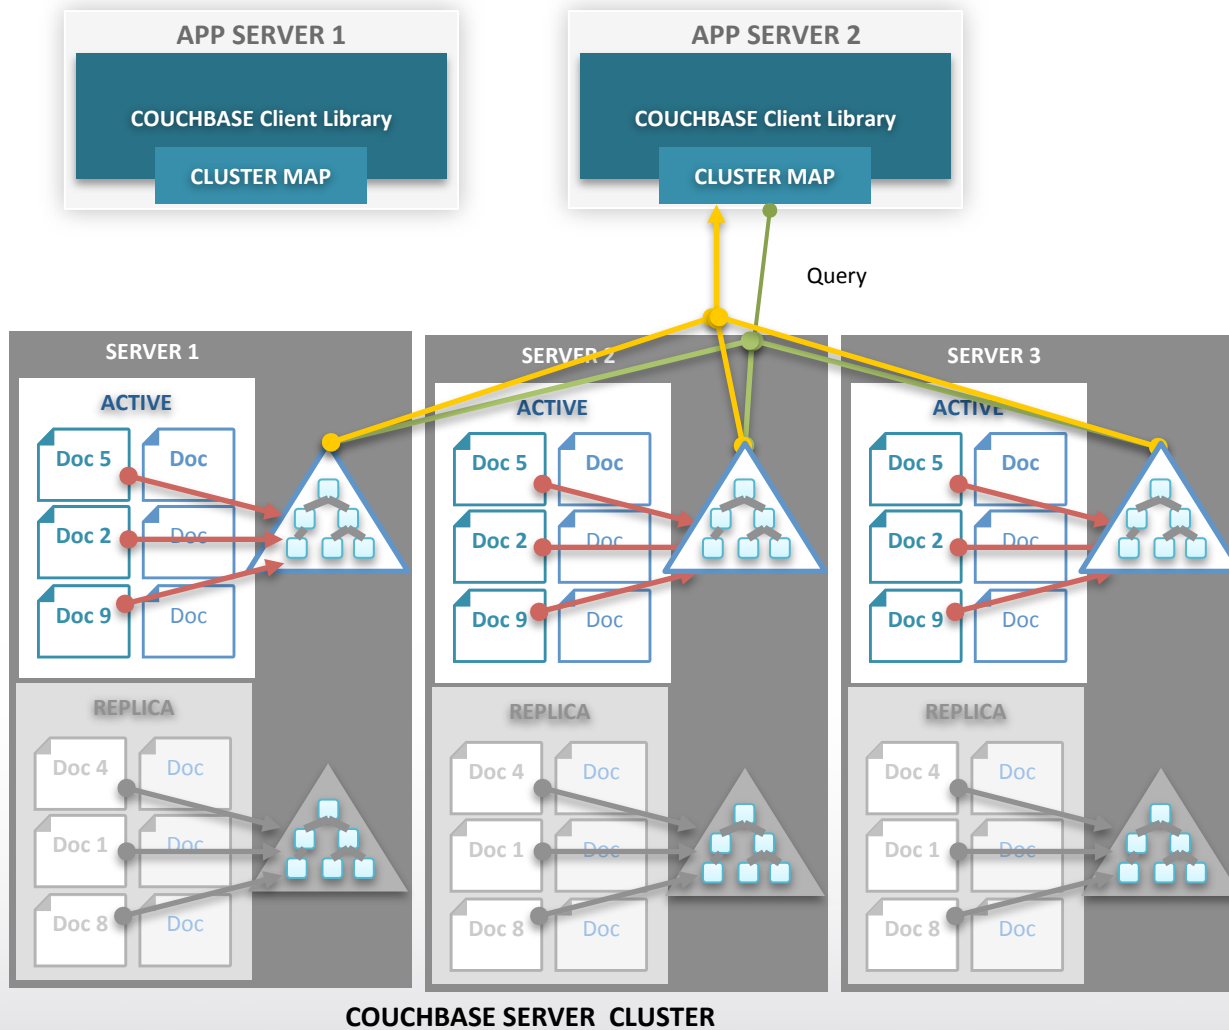 APP SERVER 1
COUCHBASE Client Library
CLUSTER MAP
APP SERVER 2
COUCHBASE Client Library
CLUSTER MAP
Query
SERVER 1
ACTIVE
Doc 5
Doc
Doc 2
Doc
Doc 9
Doc
REPLICA
Doc 4
Doc
Doc 1
Doc
Doc 8
Doc
SERVER 2
ACTIVE
Doc 5
Doc
Doc 2
Doc
Doc 9
Doc
REPLICA
Doc 4
Doc
Doc 1
Doc
Doc 8
Doc
SERVER 3
ACTIVE
Doc 5
Doc
Doc 2
Doc
Doc 9
Doc
REPLICA
Doc 4
Doc
Doc 1
Doc
Doc 8
Doc
COUCHBASE SERVER CLUSTER